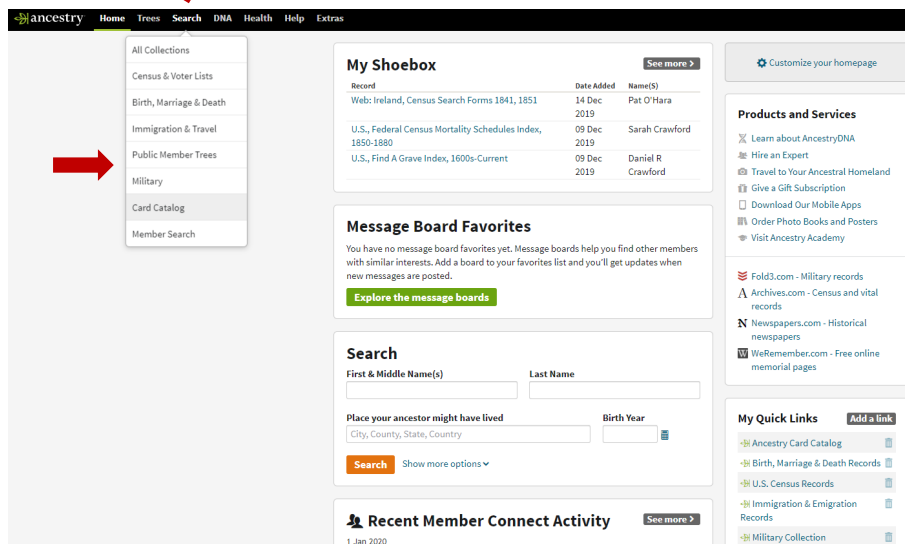 ancestry Home Trees Search DNA Health Help Extras
All Collections
Census & Voter Lists
Birth, Marriage & Death
Immigration & Travel
Public Member Trees
Military
Card Catalog
Member Search
My Shoebox See more >
Record Date Added Name(S)
Web: Ireland, Census Search Forms 1841, 1851 14 Dec Pat O'Hara
2019
U.S., Federal Census Mortality Schedules Index, 09 Dec Sarah Crawford
1850-1880 2019
U.S., Find A Grave Index, 1600s-Current 09 Dec Daniel R
2019 Crawford
Message Board Favorites
You have no message board favorites yet. Message boards help you find other members
with similar interests. Add a board to your favorites list and you'll get updates when
new messages are posted.
Explore the message boards
Search
First & Middle Name(s) Last Name
Place your ancestor might have lived Birth Year
City, County, State, Country
Search Show more options
Recent Member Connect Activity See more >
1 Jan 2020
Customize your homepage
Products and Services
Learn about AncestryDNA
Hire an Expert
Travel to Your Ancestral Homeland
Give a Gift Subscription
Download Our Mobile Apps
Order Photo Books and Posters
Visit Ancestry Academy
Fold3.com - Military records
A Archives.com - Census and vital
records
N Newspapers.com - Historical
newspapers
W WeRemember.com - Free online
memorial pages
My Quick Links Add a link
Ancestry Card Catalog
Birth, Marriage & Death Records
U.S. Census Records
Immigration & Emigration
Records
Military Collection